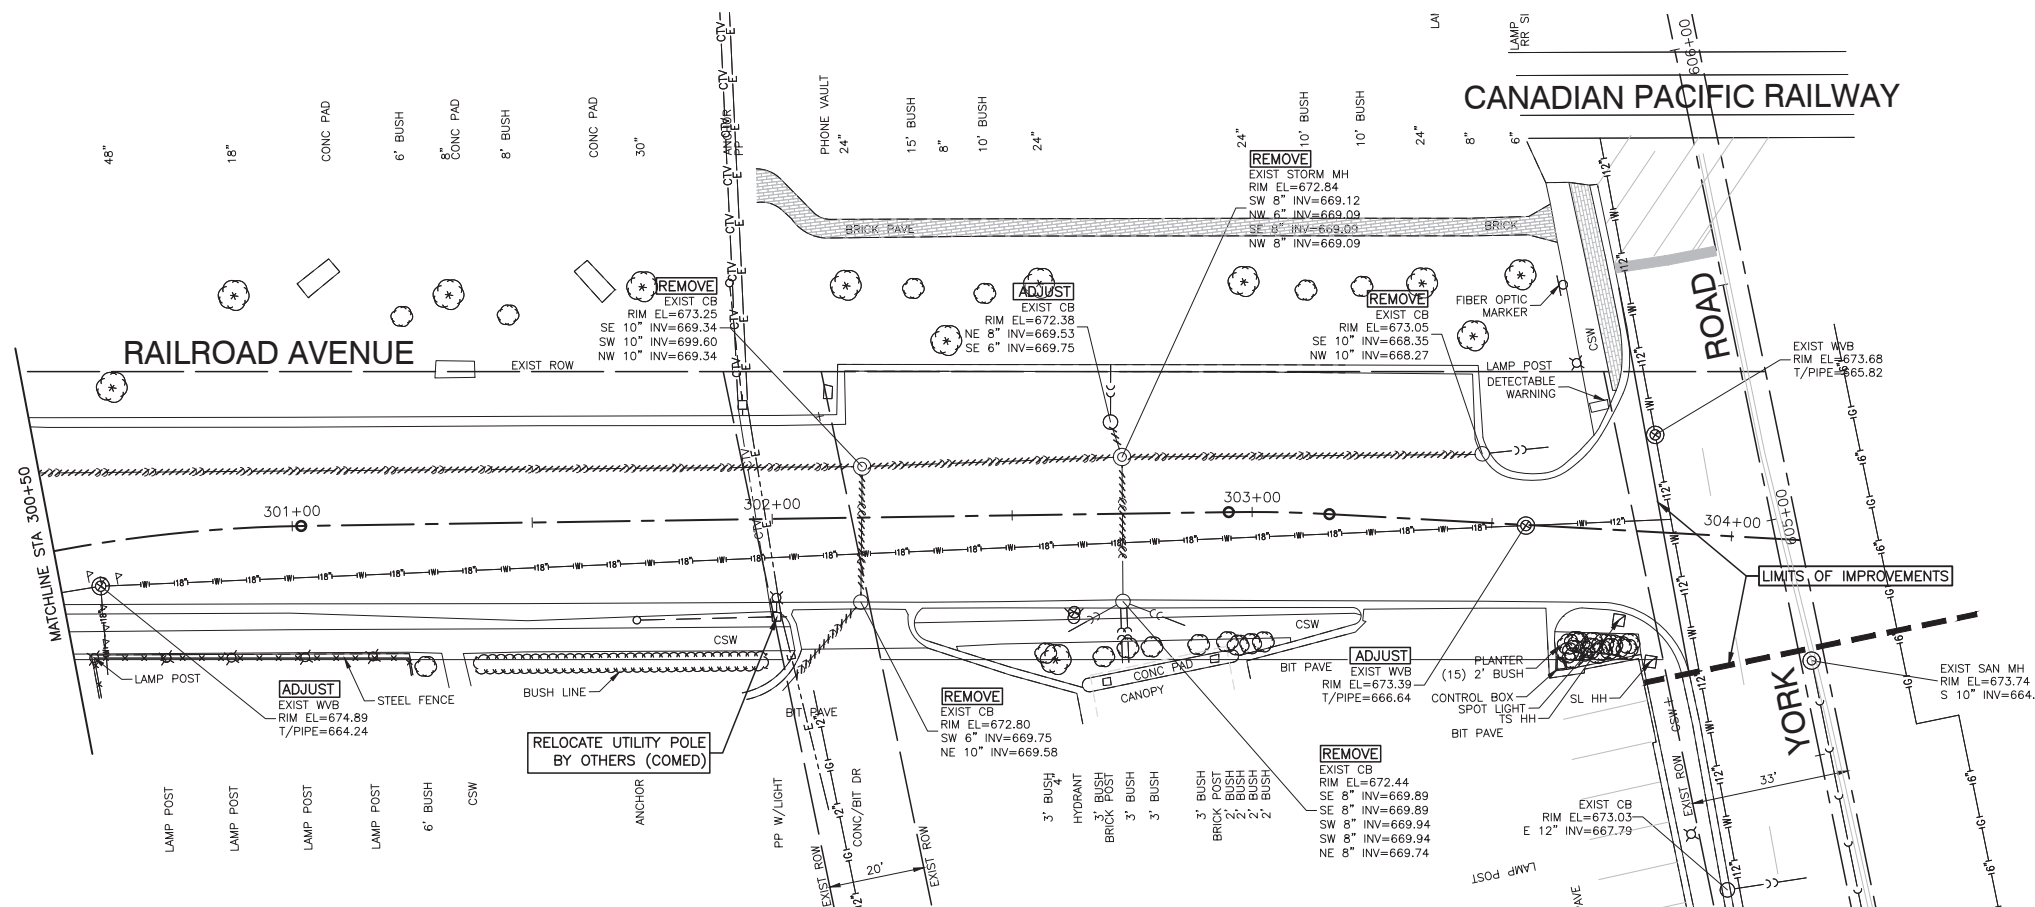 48"
18"
CONC PAD
6' BUSH
8"
CONC PAD
8' BUSH
CONC PAD
30"
ANCHOR
PP
PHONE VAULT
24"
15' BUSH
8"
10' BUSH
24"
24"
10' BUSH
10' BUSH
24"
8"
6"
LAMP
RR SI
606+00
CANADIAN PACIFIC RAILWAY
REMOVE
EXIST STORM MH
RIM EL=672.84
SW 8" INV=669.12
NW 6" INV=669.09
SE 8" INV=669.09
NW 8" INV=669.09
BRICK PAVE
BRICK
REMOVE
EXIST CB
RIM EL=673.25
SE 10" INV=669.34
SW 10" INV=699.60
NW 10" INV=669.34
ADJUST
EXIST CB
RIM EL=672.38
NE 8" INV=669.53
SE 6" INV=669.75
REMOVE
EXIST CB
RIM EL=673.05
SE 10" INV=668.35
NW 10" INV=668.27
FIBER OPTIC
MARKER
CSW
LAMP POST
DETECTABLE
WARNING
EXIST WVB
RIM EL=673.68
T/PIPE=665.82
RAILROAD AVENUE
EXIST ROW
YORK ROAD
MATCHLINE STA 300+50
301+00
302+00
303+00
304+00
605+00
LIMITS OF IMPROVEMENTS
CSW
CSW
LAMP POST
ADJUST
EXIST WVB
RIM EL=674.89
T/PIPE=664.24
STEEL FENCE
BUSH LINE
BIT PAVE
RELOCATE UTILITY POLE
BY OTHERS (COMED)
REMOVE
EXIST CB
RIM EL=672.80
SW 6" INV=669.75
NE 10" INV=669.58
CONC PAD
CANOPY
BIT PAVE
ADJUST
EXIST WVB
RIM EL=673.39
T/PIPE=666.64
PLANTER
(15) 2' BUSH
CONTROL BOX
SPOT LIGHT
TS HH
SL HH
BIT PAVE
CSW
EXIST SAN MH
RIM EL=673.74
S 10" INV=664.
REMOVE
EXIST CB
RIM EL=672.44
SE 8" INV=669.89
SE 8" INV=669.89
SW 8" INV=669.94
SW 8" INV=669.94
NE 8" INV=669.74
EXIST CB
RIM EL=673.03
E 12" INV=667.79
EXIST ROW
33'
LAMP POST
LAMP POST
LAMP POST
LAMP POST
LAMP POST
6' BUSH
CSW
ANCHOR
PP W/LIGHT
CONC/BIT DR
EXIST ROW
20'
EXIST ROW
3' BUSH
4"
HYDRANT
3' BUSH
BRICK POST
3' BUSH
3' BUSH
3' BUSH
BRICK POST
2' BUSH
2' BUSH
2' BUSH
2' BUSH